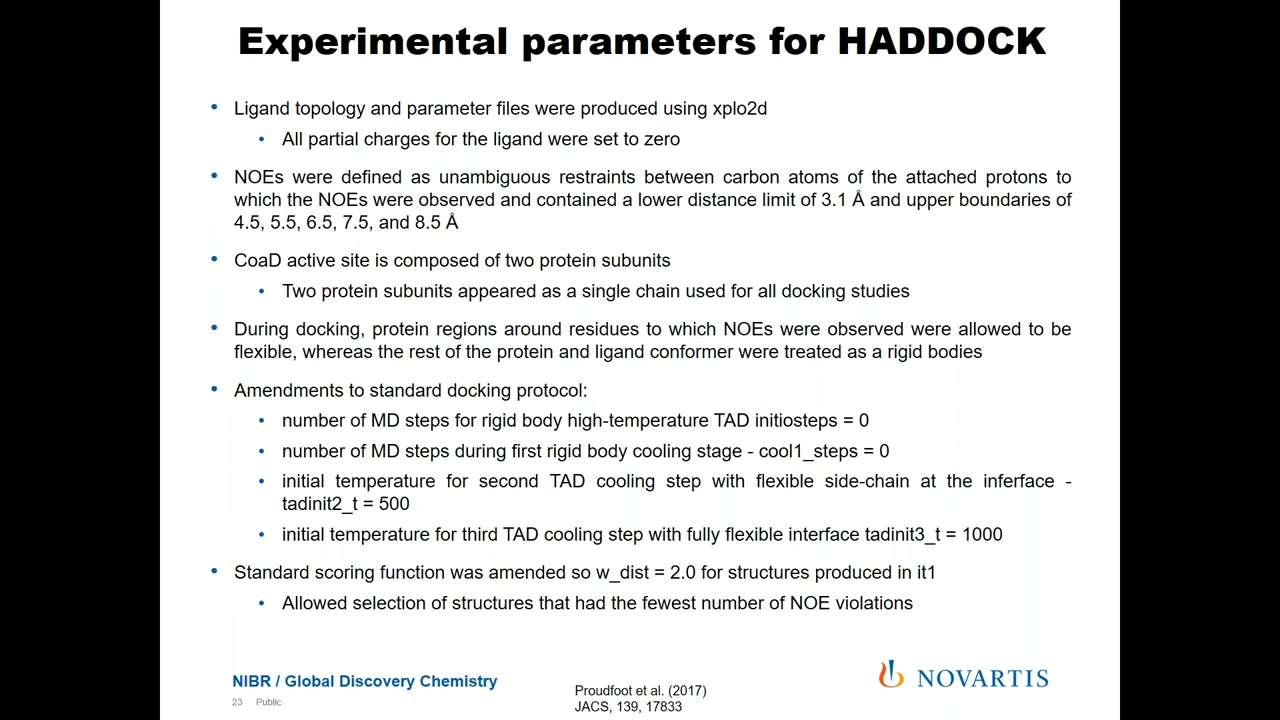 Experimental parameters for HADDOCK
• Ligand topology and parameter files were produced using xplo2d
• All partial charges for the ligand were set to zero
• NOEs were defined as unambiguous restraints between carbon atoms of the attached protons to
which the NOEs were observed and contained a lower distance limit of 3.1 Å and upper boundaries of
4.5, 5.5, 6.5, 7.5, and 8.5 Å
• CoaD active site is composed of two protein subunits
• Two protein subunits appeared as a single chain used for all docking studies
• During docking, protein regions around residues to which NOEs were observed were allowed to be
flexible, whereas the rest of the protein and ligand conformer were treated as a rigid bodies
• Amendments to standard docking protocol:
• number of MD steps for rigid body high-temperature TAD initiosteps = 0
• number of MD steps during first rigid body cooling stage - cool1_steps = 0
• initial temperature for second TAD cooling step with flexible side-chain at the inferface -
tadinit2_t = 500
• initial temperature for third TAD cooling step with fully flexible interface tadinit3_t = 1000
• Standard scoring function was amended so w_dist = 2.0 for structures produced in it1
• Allowed selection of structures that had the fewest number of NOE violations
NIBR / Global Discovery Chemistry
23 Public
Proudfoot et al. (2017)
JACS, 139, 17833
NOVARTIS